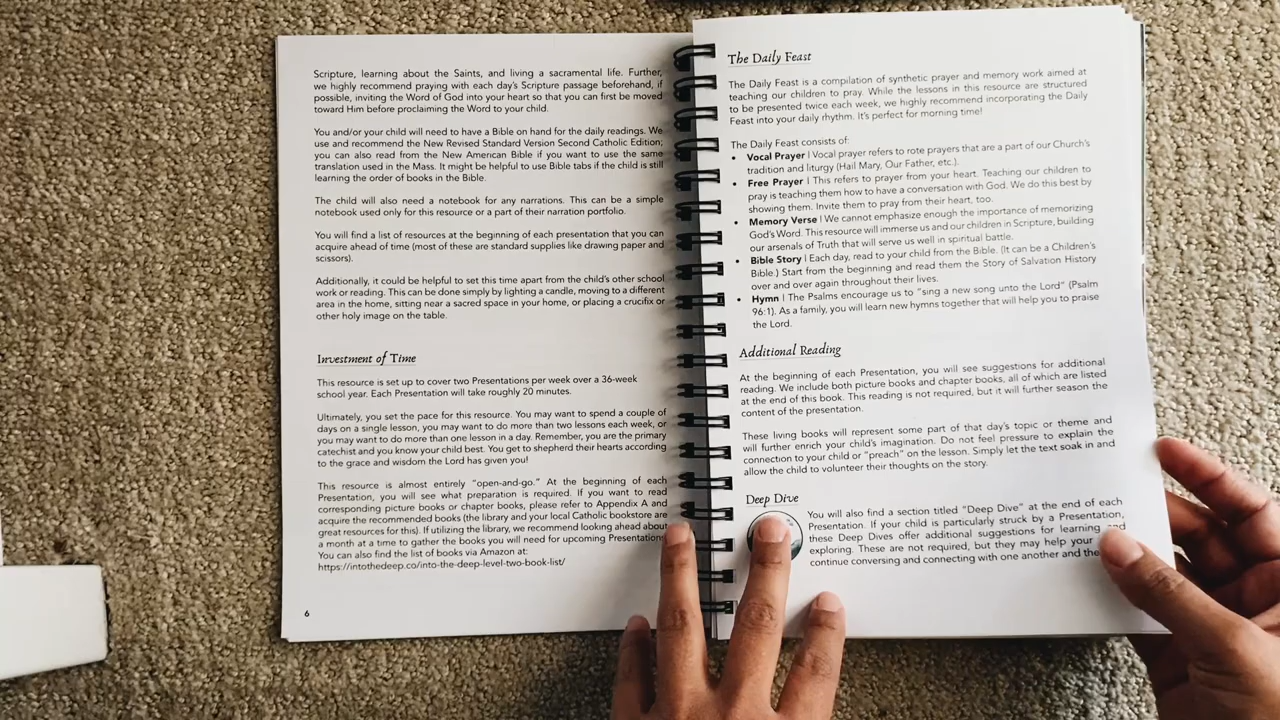 Scripture, learning about the Saints, and living a sacramental life. Further,
we highly recommend praying with each day's Scripture passage beforehand, if
possible, inviting the Word of God into your heart so that you can first be moved
toward Him before proclaiming the Word to your child.
You and/or your child will need to have a Bible on hand for the daily readings. We
use and recommend the New Revised Standard Version Second Catholic Edition;
you can also read from the New American Bible if you want to use the same
translation used in the Mass. It might be helpful to use Bible tabs if the child is still
learning the order of books in the Bible.
The child will also need a notebook for any narrations. This can be a simple
notebook used only for this resource or a part of their narration portfolio.
You will find a list of resources at the beginning of each presentation that you can
acquire ahead of time (most of these are standard supplies like drawing paper and
scissors).
Additionally, it could be helpful to set this time apart from the child's other school
work or reading. This can be done simply by lighting a candle, moving to a different
area in the home, sitting near a sacred space in your home, or placing a crucifix or
other holy image on the table.
Investment of Time
This resource is set up to cover two Presentations per week over a 36-week
school year. Each Presentation will take roughly 20 minutes.
Ultimately, you set the pace for this resource. You may want to spend a couple of
days on a single lesson, you may want to do more than two lessons each week, or
you may want to do more than one lesson in a day. Remember, you are the primary
catechist and you know your child best. You get to shepherd their hearts according
to the grace and wisdom the Lord has given you!
This resource is almost entirely "open-and-go." At the beginning of each
Presentation, you will see what preparation is required. If you want to read
corresponding picture books or chapter books, please refer to Appendix A and
acquire the recommended books (the library and your local Catholic bookstore are
great resources for this). If utilizing the library, we recommend looking ahead about
a month at a time to gather the books you will need for upcoming Presentations.
You can also find the list of books via Amazon at:
https://intothedeep.co/into-the-deep-level-two-book-list/
6
The Daily Feast
The Daily Feast is a compilation of synthetic prayer and memory work aimed at
teaching our children to pray. While the lessons in this resource are structured
to be presented twice each week, we highly recommend incorporating the Daily
Feast into your daily rhythm. It's perfect for morning time!
The Daily Feast consists of:
• Vocal Prayer | Vocal prayer refers to rote prayers that are a part of our Church's
tradition and liturgy (Hail Mary, Our Father, etc.).
• Free Prayer | This refers to prayer from your heart. Teaching our children to
pray is teaching them how to have a conversation with God. We do this best by
showing them. Invite them to pray from their heart, too.
• Memory Verse | We cannot emphasize enough the importance of memorizing
God's Word. This resource will immerse us and our children in Scripture, building
our arsenals of Truth that will serve us well in spiritual battle.
• Bible Story | Each day, read to your child from the Bible. (It can be a Children's
Bible.) Start from the beginning and read them the Story of Salvation History
over and over again throughout their lives.
• Hymn | The Psalms encourage us to "sing a new song unto the Lord" (Psalm
96:1). As a family, you will learn new hymns together that will help you to praise
the Lord.
Additional Reading
At the beginning of each Presentation, you will see suggestions for additional
reading. We include both picture books and chapter books, all of which are listed
at the end of this book. This reading is not required, but it will further season the
content of the presentation.
These living books will represent some part of that day's topic or theme and
will further enrich your child's imagination. Do not feel pressure to explain the
connection to your child or "preach" on the lesson. Simply let the text soak in and
allow the child to volunteer their thoughts on the story.
Deep Dive
You will also find a section titled "Deep Dive" at the end of each
Presentation. If your child is particularly struck by a Presentation,
these Deep Dives offer additional suggestions for learning and
exploring. These are not required, but they may help your
continue conversing and connecting with one another and the